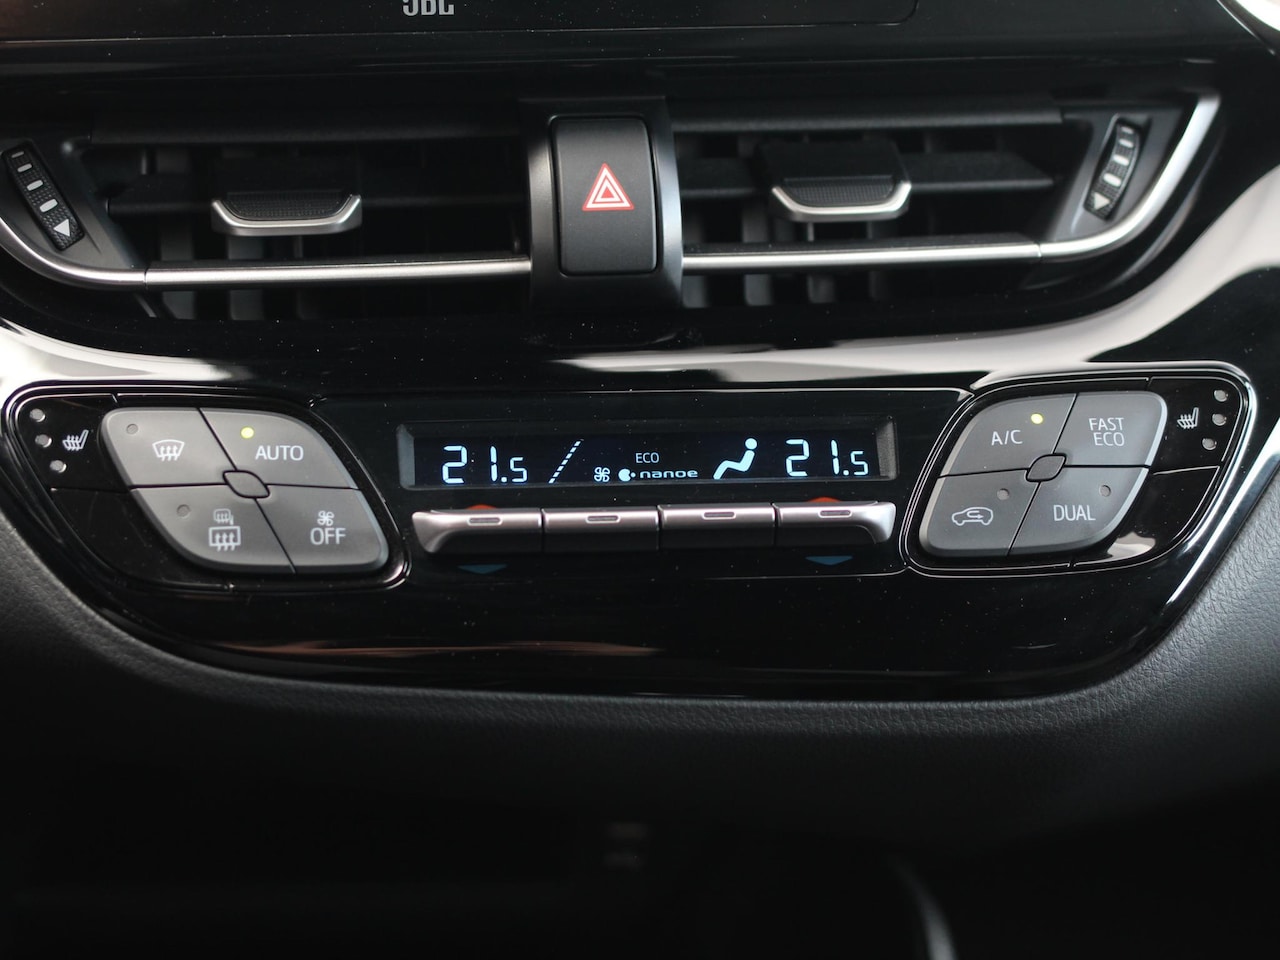 JBL
AUTO
OFF
21.5
ECO
nanoe
21.5
A/C
FAST
ECO
DUAL